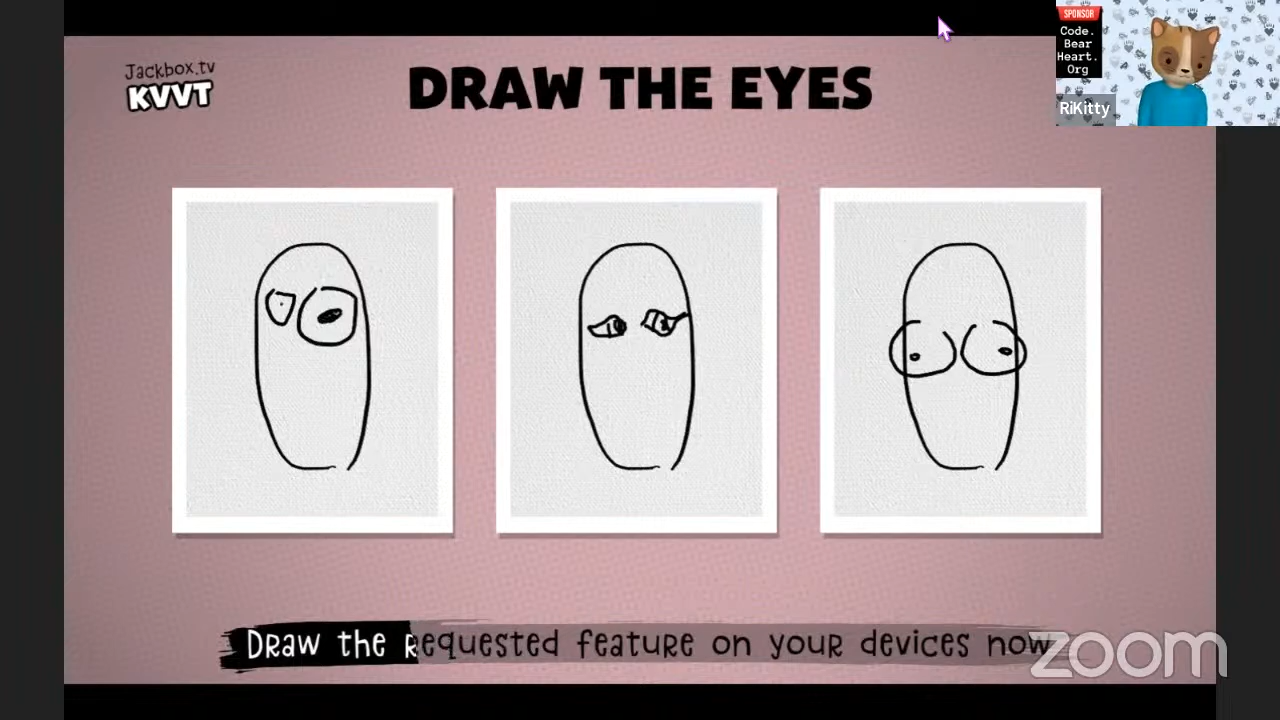 Jackbox.tv
KVVT
DRAW THE EYES
SPONSOR
Code.
Bear
Heart.
Org
RiKitty
Draw the requested feature on your devices now
zoom